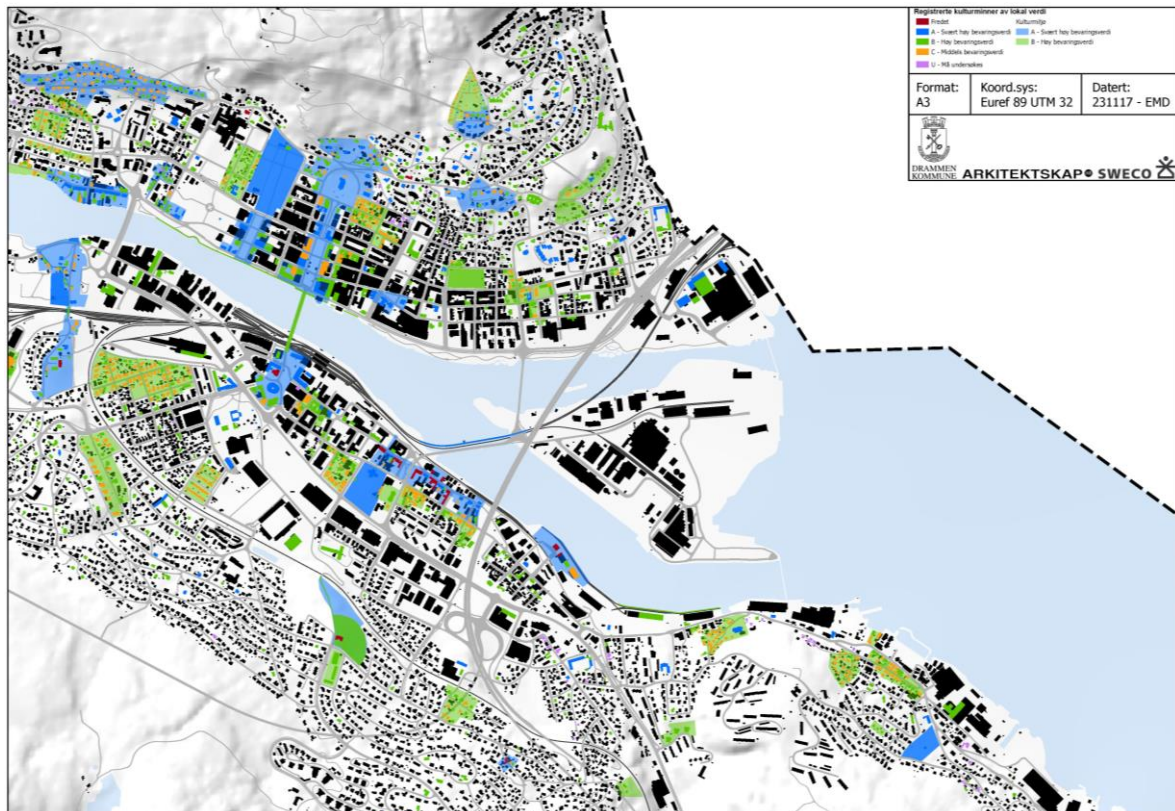 Registrerte kulturminner av lokal verdi
Fredet
A - Svært høy bevaringsverdi
B - Høy bevaringsverdi
C - Middels bevaringsverdi
U - Må undersøkes
Kulturmiljø
A - Svært høy bevaringsverdi
B - Høy bevaringsverdi
Format:
A3
Koord.sys:
Euref 89 UTM 32
Datert:
231117 - EMD
DRAMMEN
KOMMUNE
ARKITEKTSKAP
SWECO